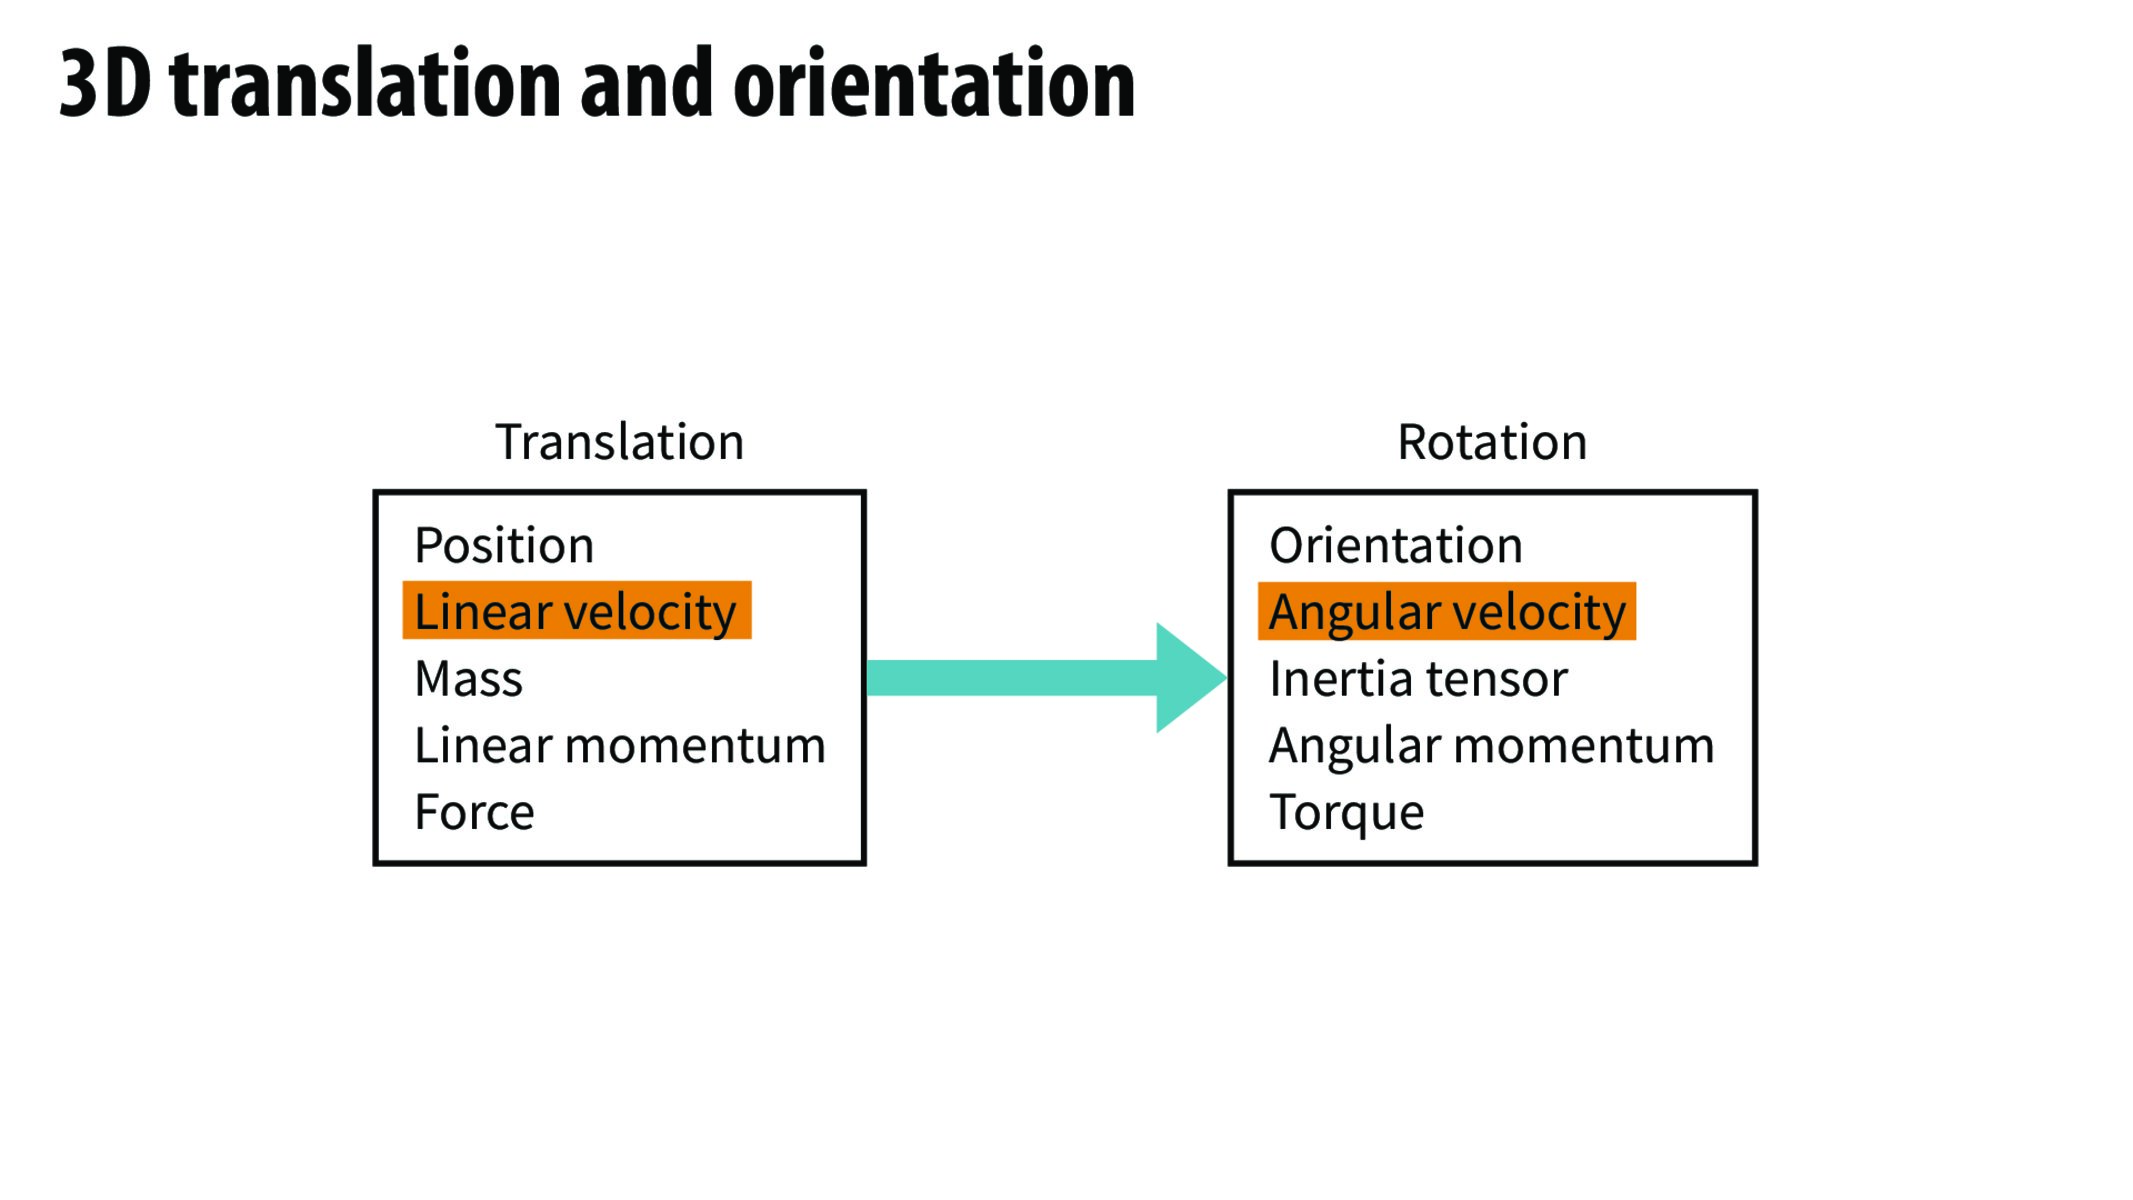 3D translation and orientation
Translation
Position
Linear velocity
Mass
Linear momentum
Force
Rotation
Orientation
Angular velocity
Inertia tensor
Angular momentum
Torque